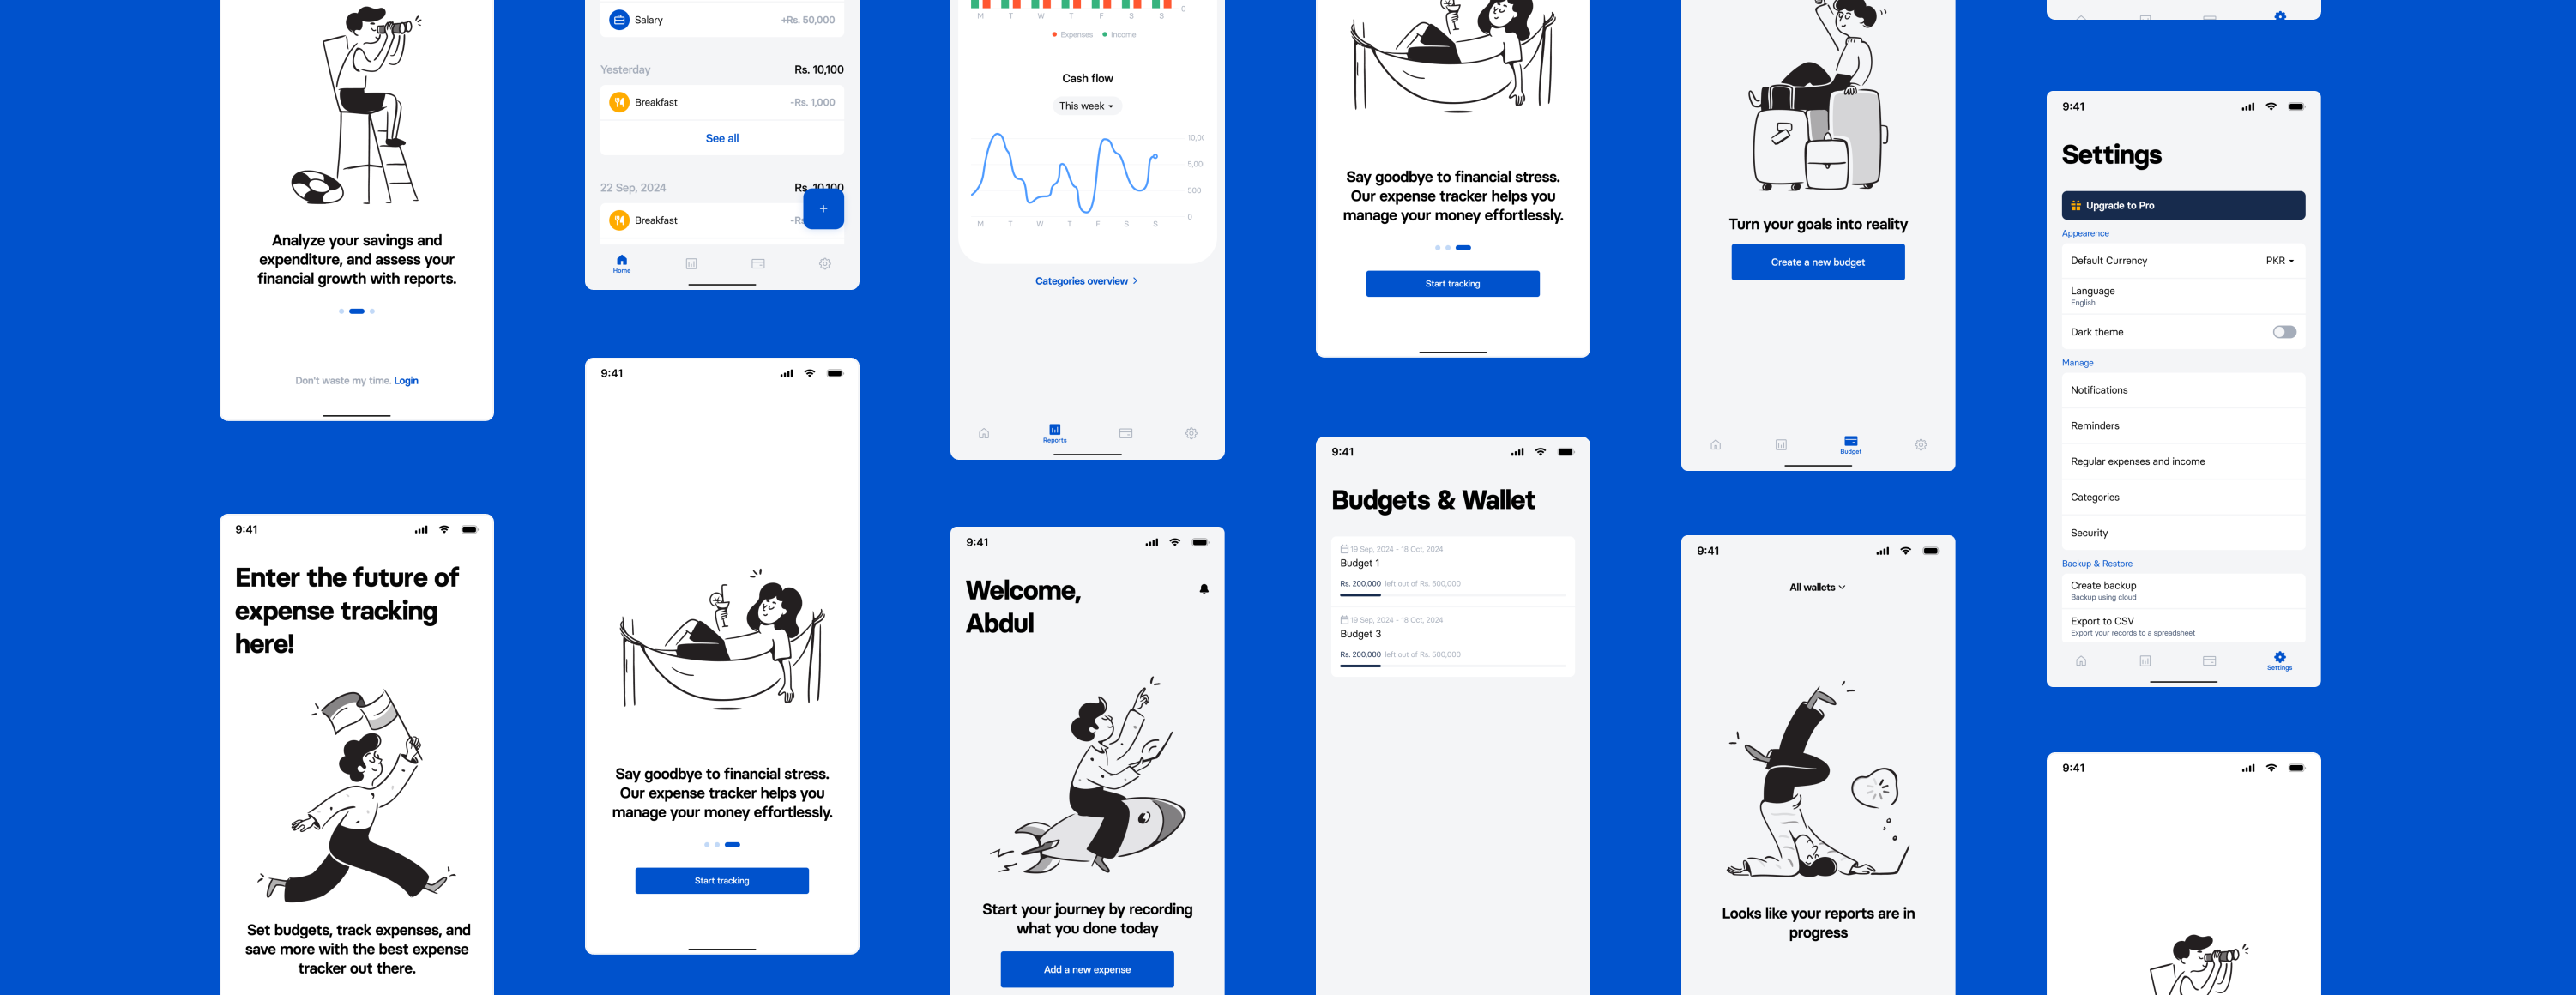 Analyze your savings and
expenditure, and assess your
financial growth with reports.
Don't waste my time. Login
9:41
Enter the future of
expense tracking
here!
Set budgets, track expenses, and
save more with the best expense
tracker out there.
Salary
+Rs. 50,000
Yesterday
Rs. 10,100
Breakfast
-Rs. 1,000
See all
22 Sep, 2024
Rs. 10,100
Breakfast
Home
9:41
Say goodbye to financial stress.
Our expense tracker helps you
manage your money effortlessly.
Start tracking
0
M T W T F S S
Expenses Income
Cash flow
This week
10,00
5,000
500
0
M T W T F S S
Categories overview
Reports
9:41
Welcome,
Abdul
Start your journey by recording
what you done today
Add a new expense
Say goodbye to financial stress.
Our expense tracker helps you
manage your money effortlessly.
Start tracking
9:41
Budgets & Wallet
19 Sep, 2024 - 18 Oct, 2024
Budget 1
Rs. 200,000 left out of Rs. 500,000
19 Sep, 2024 - 18 Oct, 2024
Budget 3
Rs. 200,000 left out of Rs. 500,000
Turn your goals into reality
Create a new budget
Budget
9:41
All wallets
Looks like your reports are in
progress
9:41
Settings
Upgrade to Pro
Appearence
Default Currency
PKR
Language
English
Dark theme
Manage
Notifications
Reminders
Regular expenses and income
Categories
Security
Backup & Restore
Create backup
Backup using cloud
Export to CSV
Export your records to a spreadsheet
Settings
9:41